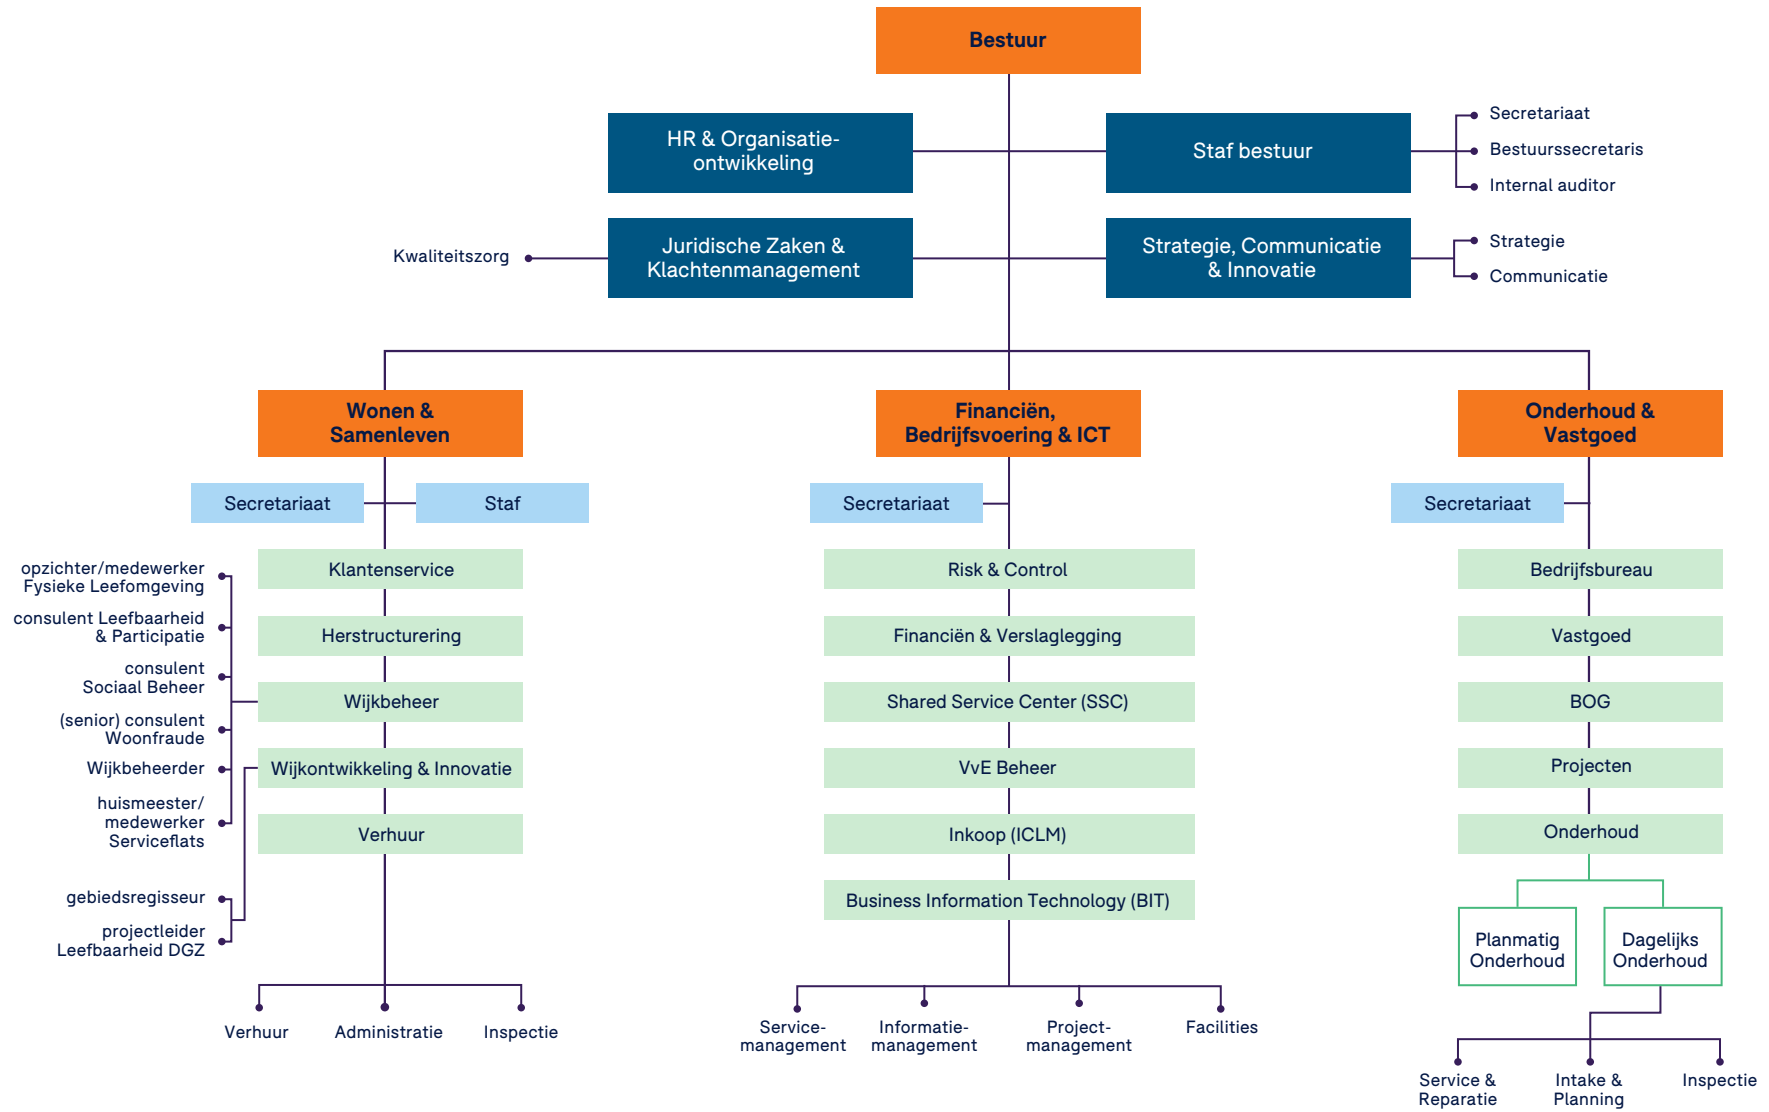 Bestuur
HR & Organisatie-
ontwikkeling
Staf bestuur
Secretariaat
Bestuurssecretaris
Internal auditor
Kwaliteitszorg
Juridische Zaken &
Klachtenmanagement
Strategie, Communicatie
& Innovatie
Strategie
Communicatie
Wonen &
Samenleven
Financiën,
Bedrijfsvoering & ICT
Onderhoud &
Vastgoed
Secretariaat
Staf
Secretariaat
Secretariaat
Klantenservice
Herstructurering
Wijkbeheer
Wijkontwikkeling & Innovatie
Verhuur
opzichter/medewerker
Fysieke Leefomgeving
consulent Leefbaarheid
& Participatie
consulent
Sociaal Beheer
(senior) consulent
Woonfraude
Wijkbeheerder
huismeester/
medewerker
Serviceflats
gebiedsregisseur
projectleider
Leefbaarheid DGZ
Verhuur
Administratie
Inspectie
Risk & Control
Financiën & Verslaglegging
Shared Service Center (SSC)
VvE Beheer
Inkoop (ICLM)
Business Information Technology (BIT)
Service-
management
Informatie-
management
Project-
management
Facilities
Bedrijfsbureau
Vastgoed
BOG
Projecten
Onderhoud
Planmatig
Onderhoud
Dagelijks
Onderhoud
Service &
Reparatie
Intake &
Planning
Inspectie